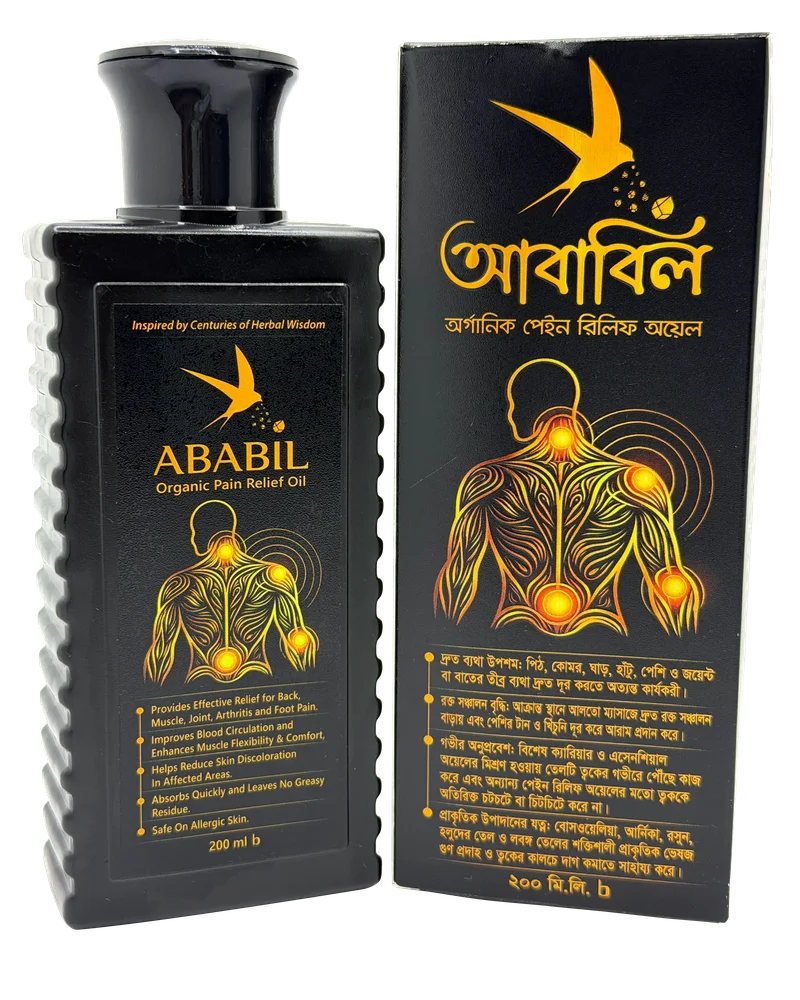 Inspired by Centuries of Herbal Wisdom
ABABIL
Organic Pain Relief Oil
Provides Effective Relief for Back,
Muscle, Joint, Arthritis and Foot Pain.
Improves Blood Circulation and
Enhances Muscle Flexibility & Comfort,
Helps Reduce Skin Discoloration
In Affected Areas.
Absorbs Quickly and Leaves No Greasy
Residue.
Safe On Allergic Skin.
200 ml b
আবাবিল
অর্গানিক পেইন রিলিফ অয়েল
দ্রুত ব্যথা উপশম: পিঠ, কোমর, ঘাড়, হাঁটু, পেশি ও জয়েন্ট
বা বাতের তীব্র ব্যথা দ্রুত দূর করতে অত্যন্ত কার্যকরী।
রক্ত সঞ্চালন বৃদ্ধি: আক্রান্ত স্থানে আলতো ম্যাসাজে দ্রুত রক্ত সঞ্চালন
বাড়ায় এবং পেশির টান ও খিঁচুনি দূর করে আরাম প্রদান করে।
গভীর অনুপ্রবেশ: বিশেষ ক্যারিয়ার ও এসেনশিয়াল
অয়েলের মিশ্রণ হওয়ায় তেলটি ত্বকের গভীরে পৌঁছে কাজ
করে এবং অন্যান্য পেইন রিলিফ অয়েলের মতো ত্বককে
অতিরিক্ত চটচটে বা চিটচিটে করে না।
প্রাকৃতিক উপাদানের যত্ন: বোসওয়েলিয়া, আর্নিকা, রসুন,
হলুদের তেল ও লবঙ্গ তেলের শক্তিশালী প্রাকৃতিক ভেষজ
গুণ প্রদাহ ও ত্বকের কালচে দাগ কমাতে সাহায্য করে।
২০০ মি.লি. b